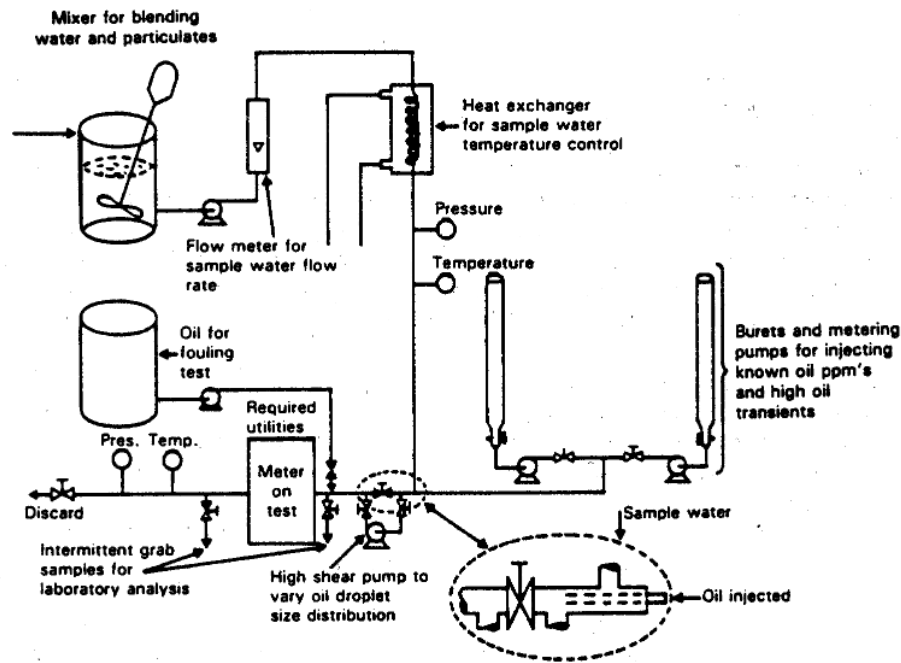 Mixer for blending
water and particulates
Heat exchanger
for sample water
temperature control
Pressure
Flow meter for
sample water flow
rate
Temperature
Oil for
fouling
test
Burets and metering
pumps for injecting
known oil ppm's
and high oil
transients
Required
utilities
Pres. Temp.
Meter
on
test
Discard
Sample water
Intermittent grab
samples for
laboratory analysis
High shear pump to
vary oil droplet
size distribution
Oil injected